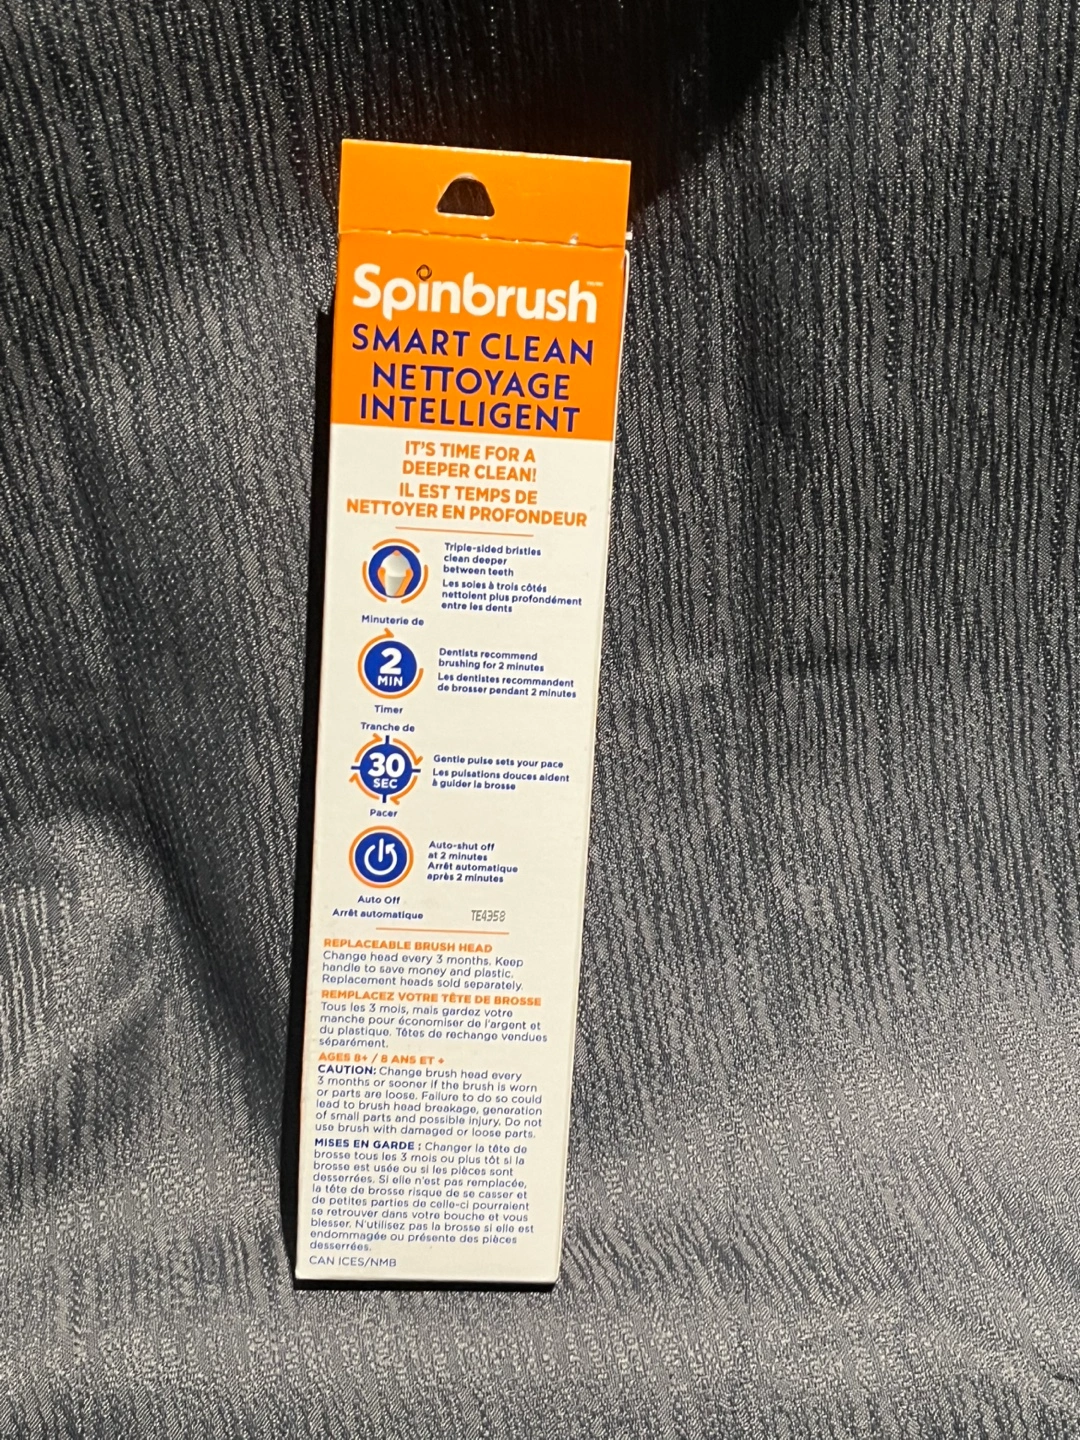 Spinbrush
SMART CLEAN
NETTOYAGE
INTELLIGENT
IT'S TIME FOR A
DEEPER CLEAN!
IL EST TEMPS DE
NETTOYER EN PROFONDEUR
Triple-sided bristles
clean deeper
between teeth
Les soies à trois côtés
nettoient plus profondément
entre les dents
Minuterie de
2
MIN
Timer
Dentists recommend
brushing for 2 minutes
Les dentistes recommandent
de brosser pendant 2 minutes
Tranche de
30
SEC
Pacer
Gentle pulse sets your pace
Les pulsations douces aident
à guider la brosse
Auto-shut off
at 2 minutes
Arrêt automatique
après 2 minutes
Auto Off
Arrêt automatique
TE4358
REPLACEABLE BRUSH HEAD
Change head every 3 months. Keep
handle to save money and plastic.
Replacement heads sold separately.
REMPLACEZ VOTRE TÊTE DE BROSSE
Tous les 3 mois, mais gardez votre
manche pour économiser de l'argent et
du plastique. Têtes de rechange vendues
séparément.
AGES 8+ / 8 ANS ET +
CAUTION: Change brush head every
3 months or sooner if the brush is worn
or parts are loose. Failure to do so could
lead to brush head breakage, generation
of small parts and possible injury. Do not
use brush with damaged or loose parts.
MISES EN GARDE : Changer la tête de
brosse tous les 3 mois ou plus tôt si la
brosse est usée ou si les pièces sont
desserrées. Si elle n'est pas remplacée,
la tête de brosse risque de se casser et
de petites parties de celle-ci pourraient
se retrouver dans votre bouche et vous
blesser. N'utilisez pas la brosse si elle est
endommagée ou présente des pièces
desserrées.
CAN ICES/NMB